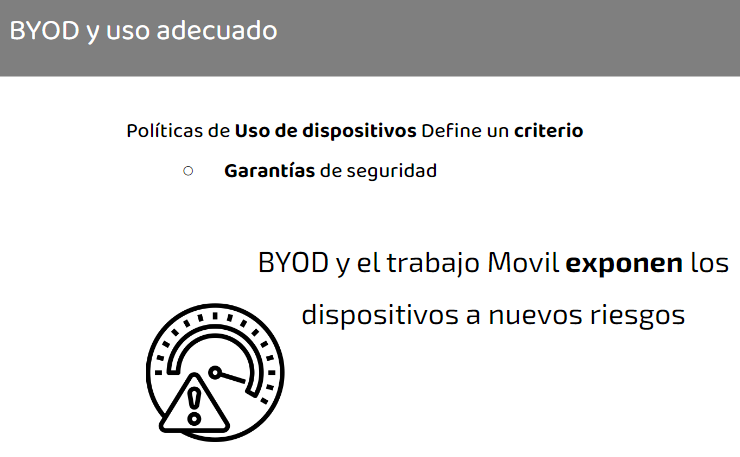 BYOD y uso adecuado
Políticas de Uso de dispositivos Define un criterio
○ Garantías de seguridad
BYOD y el trabajo Movil exponen los
dispositivos a nuevos riesgos